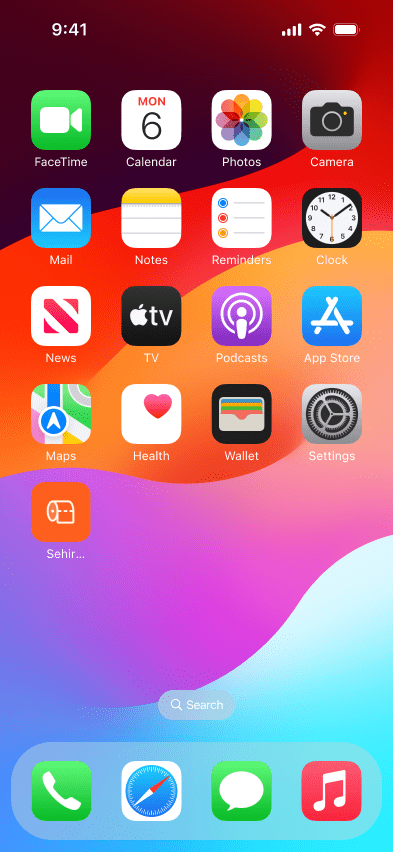 9:41
MON
6
FaceTime
Calendar
Photos
Camera
Mail
Notes
Reminders
12
Clock
News
tv
TV
Podcasts
App Store
Maps
Health
Wallet
Settings
Sehir...
Search